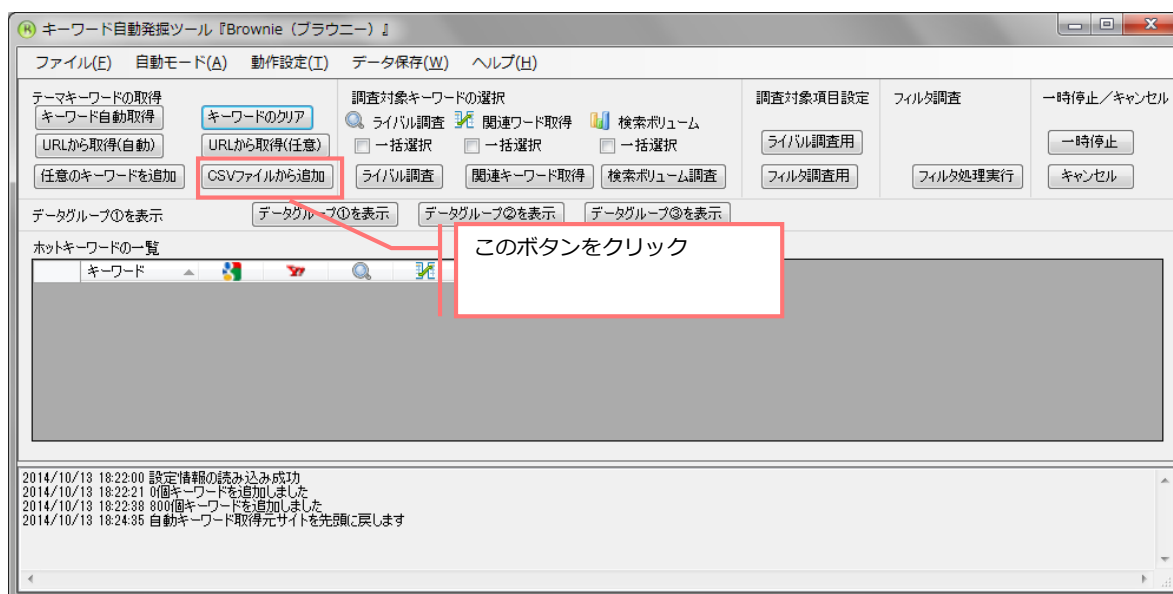 キーワード自動発掘ツール『Brownie（ブラウニー）』
ファイル(F) 自動モード(A) 動作設定(I) データ保存(W) ヘルプ(H)
テーマキーワードの取得 調査対象キーワードの選択 調査対象項目設定 フィルタ調査 一時停止／キャンセル
キーワード自動取得 キーワードのクリア ライバル調査 関連ワード取得 検索ボリューム
URLから取得(自動) URLから取得(任意) 一括選択 一括選択 一括選択 ライバル調査用 一時停止
任意のキーワードを追加 CSVファイルから追加 ライバル調査 関連キーワード取得 検索ボリューム調査 フィルタ調査用 フィルタ処理実行 キャンセル
データグループ①を表示 データグループ①を表示 データグループ②を表示 データグループ③を表示
このボタンをクリック
ホットキーワードの一覧
キーワード
2014/10/13 18:22:00 設定情報の読み込み成功
2014/10/13 18:22:21 0個キーワードを追加しました
2014/10/13 18:22:38 800個キーワードを追加しました
2014/10/13 18:24:35 自動キーワード取得元サイトを先頭に戻します